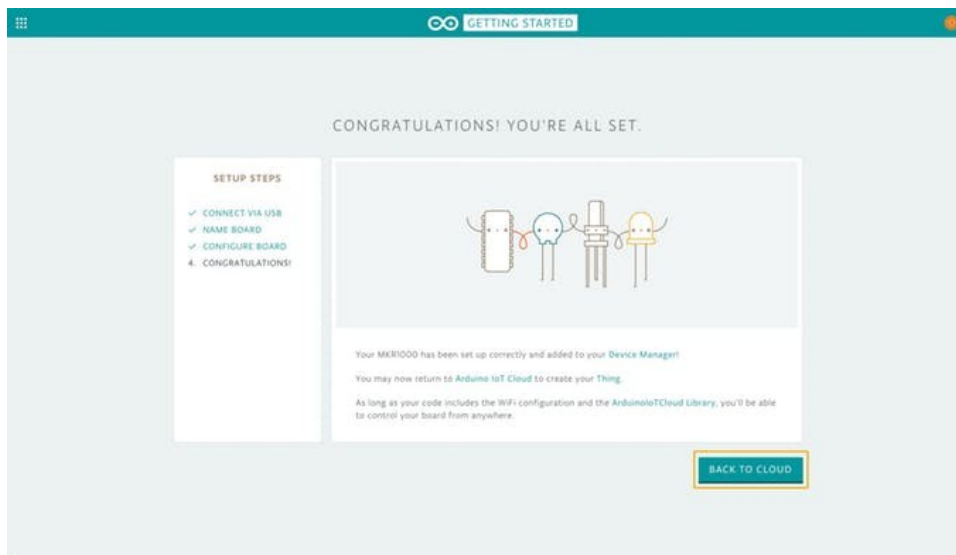 GETTING STARTED
CONGRATULATIONS! YOU'RE ALL SET.
SETUP STEPS
CONNECT VIA USB
NAME BOARD
CONFIGURE BOARD
4. CONGRATULATIONS!
Your MKR1000 has been set up correctly and added to your Device Manager!
You may now return to Arduino IoT Cloud to create your Thing
As long as your code includes the WiFi configuration and the ArduinoIoTCloud Library, you'll be able
to control your board from anywhere.
BACK TO CLOUD